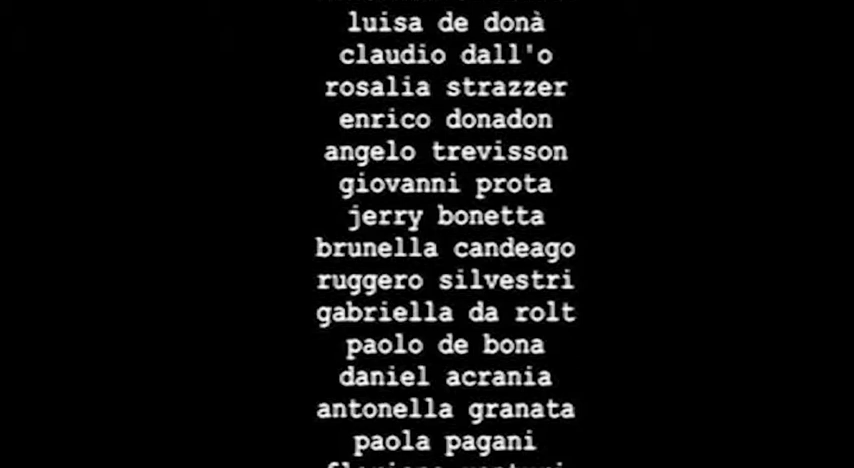 luisa de donà
claudio dall'o
rosalia strazzer
enrico donadon
angelo trevisson
giovanni prota
jerry bonetta
brunella candeago
ruggero silvestri
gabriella da rolt
paolo de bona
daniel acrania
antonella granata
paola pagani